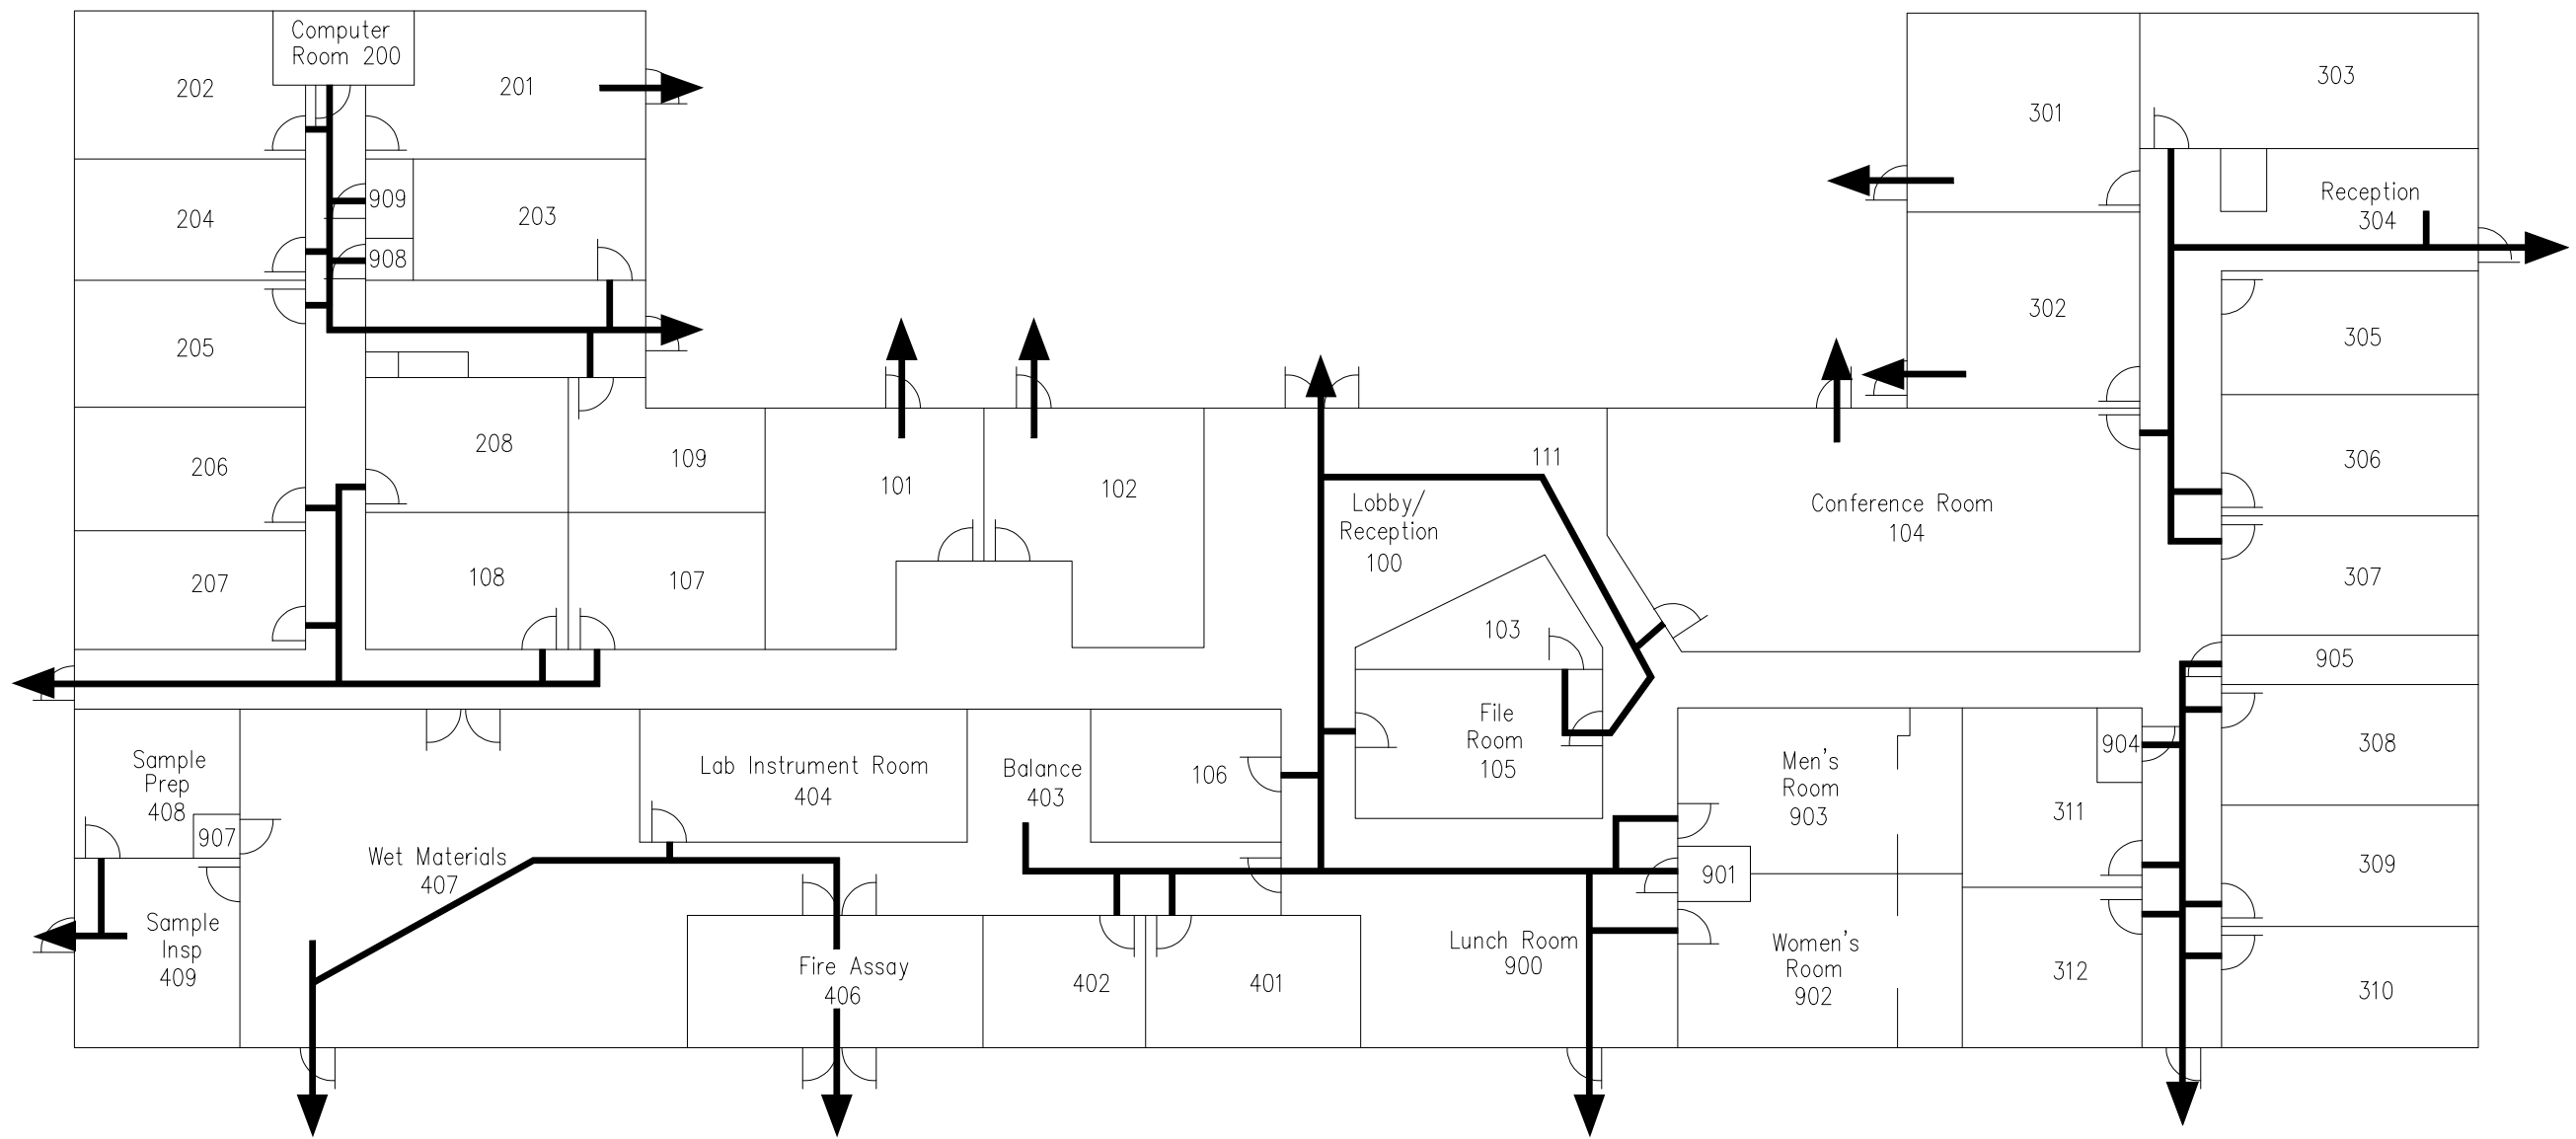 Computer
Room 200
202
201
303
301
Reception
304
909
204
203
908
302
305
205
208
109
111
306
206
101
102
Lobby/
Reception
100
Conference Room
104
207
108
107
307
103
905
File
Room
105
Sample
Prep
408
Lab Instrument Room
404
Balance
403
106
Men's
Room
903
904
308
907
311
Wet Materials
407
901
309
Sample
Insp
409
Fire Assay
406
402
401
Lunch Room
900
Women's
Room
902
312
310